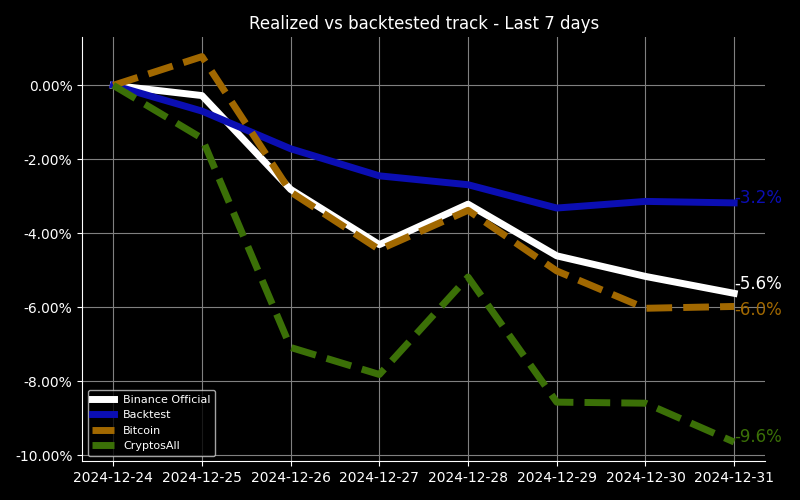 Realized vs backtested track - Last 7 days
0.00%
-2.00%
-4.00%
-6.00%
-8.00%
-10.00%
-3.2%
-5.6%
-6.0%
-9.6%
Binance Official
Backtest
Bitcoin
CryptosAll
2024-12-24 2024-12-25 2024-12-26 2024-12-27 2024-12-28 2024-12-29 2024-12-30 2024-12-31